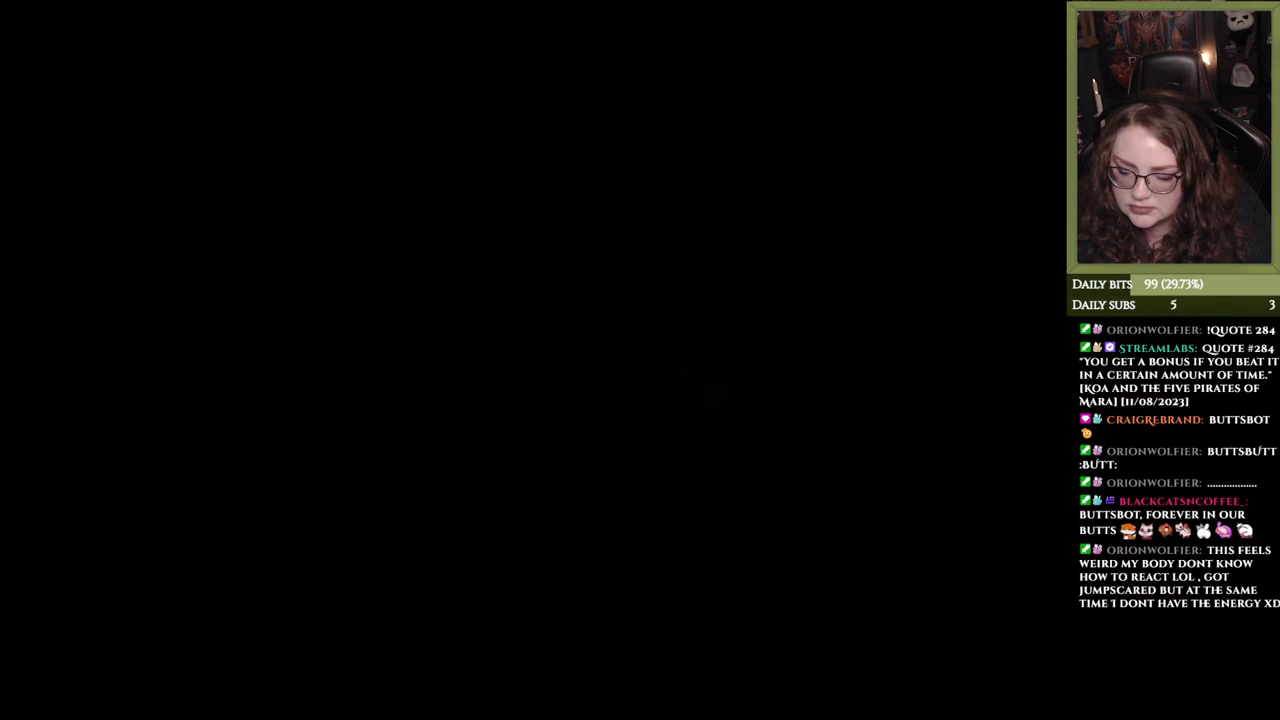 DAILY BITS 99 (29.73%)
DAILY SUBS 5 3
ORIONWOLFIER: !QUOTE 284
STREAMLABS: QUOTE #284
"YOU GET A BONUS IF YOU BEAT IT
IN A CERTAIN AMOUNT OF TIME."
[KOA AND THE FIVE PIRATES OF
MARA] [11/08/2023]
CRAIGREBRAND: BUTTSBOT
ORIONWOLFIER: BUTTSBUTT
:BUTT:
ORIONWOLFIER: ..................
BLACKCATSNCOFFEE_:
BUTTSBOT, FOREVER IN OUR
BUTTS
ORIONWOLFIER: THIS FEELS
WEIRD MY BODY DONT KNOW
HOW TO REACT LOL , GOT
JUMPSCARED BUT AT THE SAME
TIME I DONT HAVE THE ENERGY XD